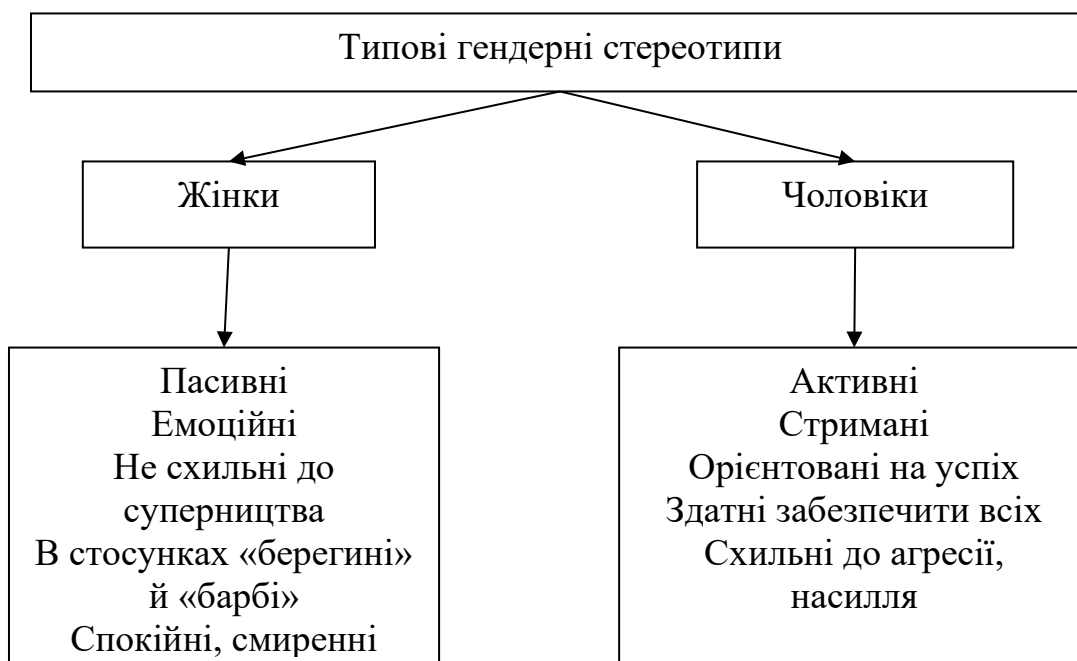 Типові гендерні стереотипи
Жінки
Чоловіки
Пасивні
Емоційні
Не схильні до
суперництва
В стосунках «берегині»
й «барбі»
Спокійні, смиренні
Активні
Стримані
Орієнтовані на успіх
Здатні забезпечити всіх
Схильні до агресії,
насилля